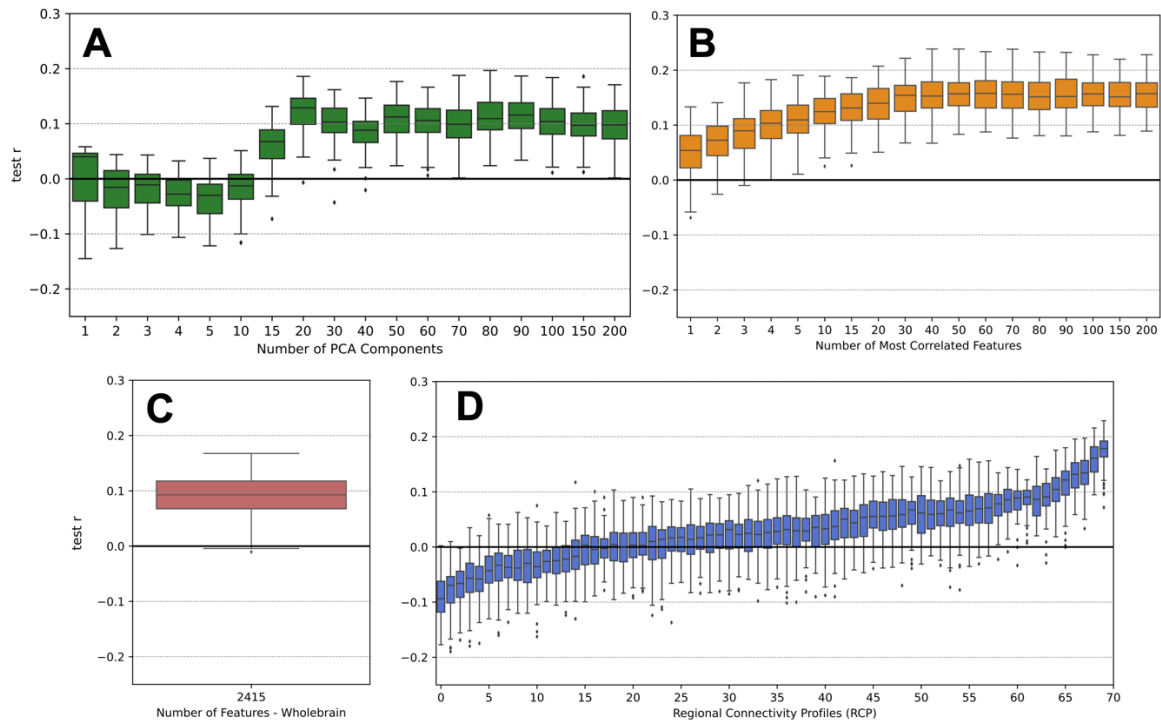 A
0.3
0.2
0.1
0.0
−0.1
−0.2
test r
1 2 3 4 5 10 15 20 30 40 50 60 70 80 90 100 150 200
Number of PCA Components
B
0.3
0.2
0.1
0.0
−0.1
−0.2
1 2 3 4 5 10 15 20 30 40 50 60 70 80 90 100 150 200
Number of Most Correlated Features
C
0.3
0.2
0.1
0.0
−0.1
−0.2
test r
2415
Number of Features - Wholebrain
D
0.3
0.2
0.1
0.0
−0.1
−0.2
0 5 10 15 20 25 30 35 40 45 50 55 60 65 70
Regional Connectivity Profiles (RCP)